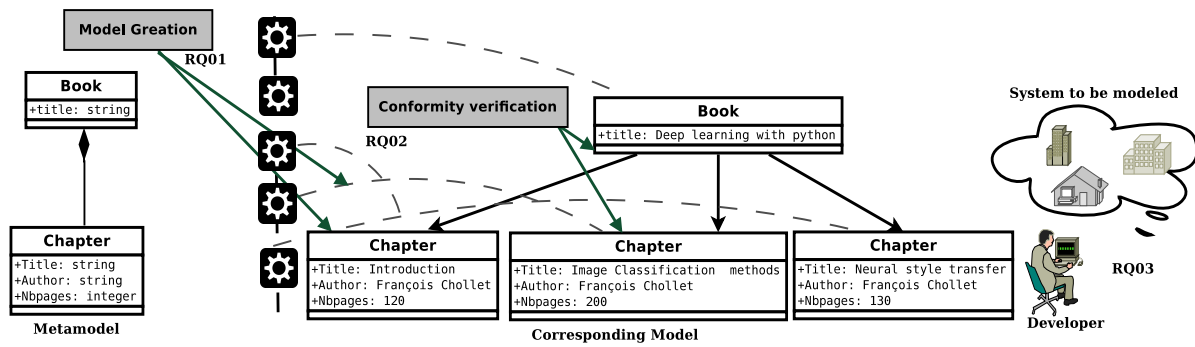 Model Greation
RQ01
Book
+title: string
Chapter
+Title: string
+Author: string
+Nbpages: integer
Metamodel
Conformity verification
RQ02
Book
+title: Deep learning with python
Chapter
+Title: Introduction
+Author: François Chollet
+Nbpages: 120
Chapter
+Title: Image Classification methods
+Author: François Chollet
+Nbpages: 200
Chapter
+Title: Neural style transfer
+Author: François Chollet
+Nbpages: 130
Corresponding Model
System to be modeled
RQ03
Developer